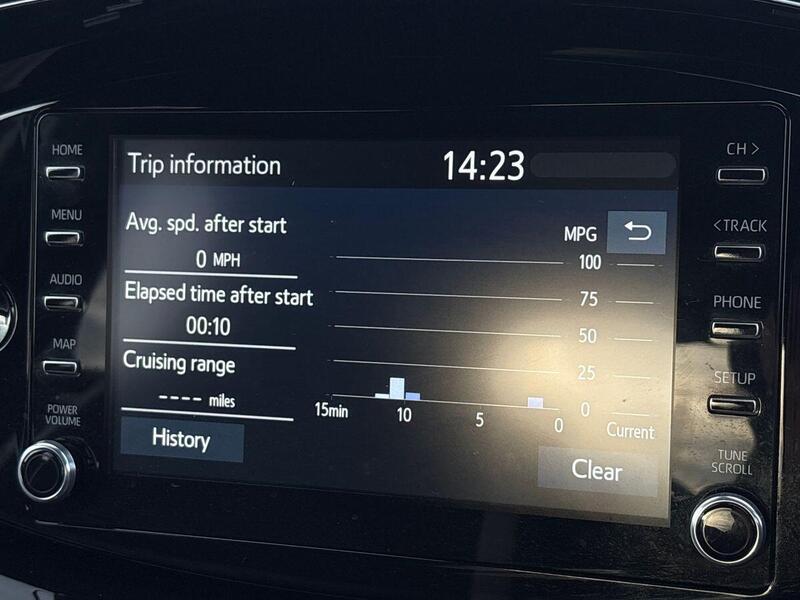 HOME
MENU
AUDIO
MAP
POWER
VOLUME
Trip information
14:23
Avg. spd. after start
0 MPH
Elapsed time after start
00:10
Cruising range
---- miles
History
MPG
100
75
50
25
0
15min
10
5
0
Current
Clear
CH >
< TRACK
PHONE
SETUP
TUNE
SCROLL